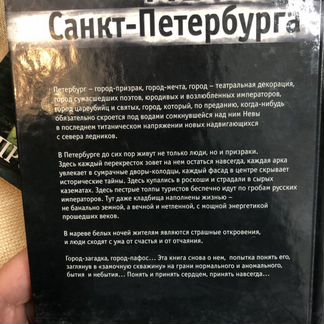 Санкт-Петербурга
Петербург – город-призрак, город-мечта, город – театральная декорация,
город сумасшедших поэтов, юродивых и возлюбленных императоров,
город цареубийц и святых, город, который, по преданию, когда-нибудь
обязательно скроется под водами сомкнувшейся над ним Невы
в последнем титаническом напряжении новых надвигающихся
с севера ледников.
В Петербурге до сих пор живут не только люди, но и призраки.
Здесь каждый перекресток зовет на нем остаться навсегда, каждая арка
увлекает в сумрачные дворы-колодцы, каждый фасад в центре скрывает
исторические тайны. Здесь купались в роскоши и страдали в сырых
казематах. Здесь пестрые толпы туристов беспечно идут по гробам русских
императоров. Тут даже кладбища наполнены жизнью –
не банально земной, а вечной и нетленной, с мощной энергетикой
прошедших веков.
В мареве белых ночей жителям являются страшные откровения,
и люди сходят с ума от счастья и от отчаяния.
Город-загадка, город-пафос... Эта книга снова о нем, попытка понять его,
заглянув в «замочную скважину» на грани нормального и аномального,
бытия и небытия... Понять и принять сердцем, принять навсегда...